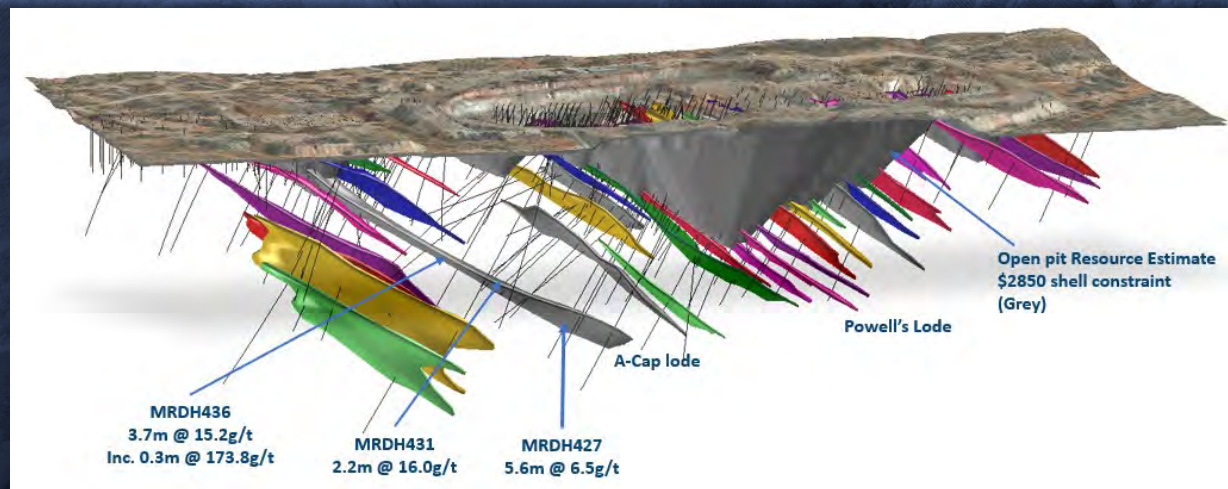 Open pit Resource Estimate
$2850 shell constraint
(Grey)
Powell's Lode
A-Cap lode
MRDH436
3.7m @ 15.2g/t
Inc. 0.3m @ 173.8g/t
MRDH431
2.2m @ 16.0g/t
MRDH427
5.6m @ 6.5g/t